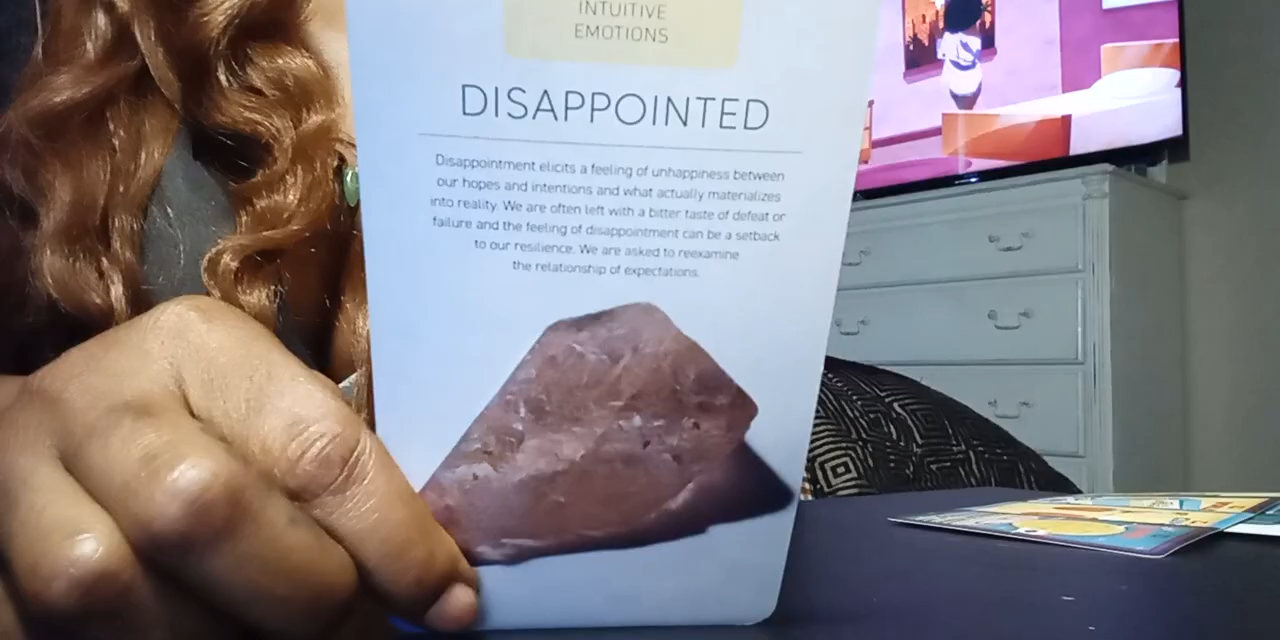 INTUITIVE
EMOTIONS
DISAPPOINTED
Disappointment elicits a feeling of unhappiness between
our hopes and intentions and what actually materializes
into reality. We are often left with a bitter taste of defeat or
failure and the feeling of disappointment can be a setback
to our resilience. We are asked to reexamine
the relationship of expectations.